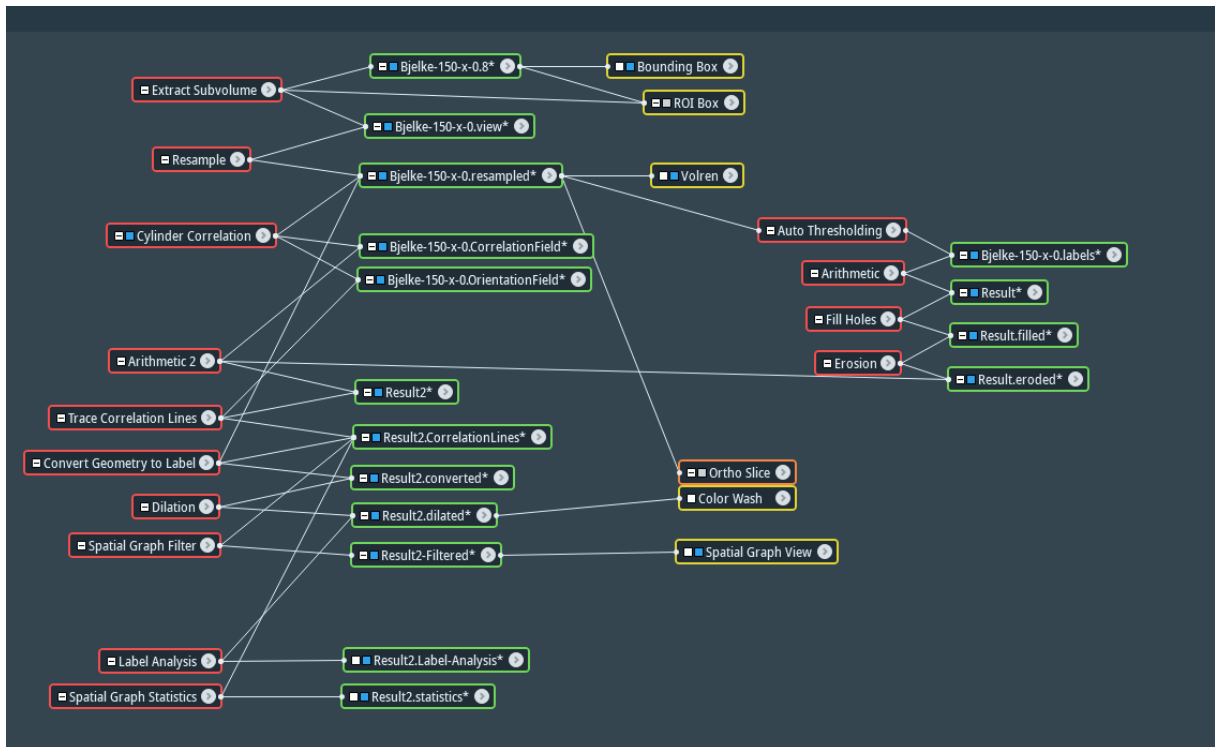 Bjelke-150-x-0.8*
Bounding Box
Extract Subvolume
ROI Box
Bjelke-150-x-0.view*
Resample
Bjelke-150-x-0.resampled*
Volren
Cylinder Correlation
Auto Thresholding
Bjelke-150-x-0.CorrelationField*
Bjelke-150-x-0.labels*
Arithmetic
Bjelke-150-x-0.OrientationField*
Result*
Fill Holes
Result.filled*
Arithmetic 2
Erosion
Result.eroded*
Result2*
Trace Correlation Lines
Result2.CorrelationLines*
Convert Geometry to Label
Ortho Slice
Result2.converted*
Color Wash
Dilation
Result2.dilated*
Spatial Graph Filter
Result2-Filtered*
Spatial Graph View
Label Analysis
Result2.Label-Analysis*
Spatial Graph Statistics
Result2.statistics*